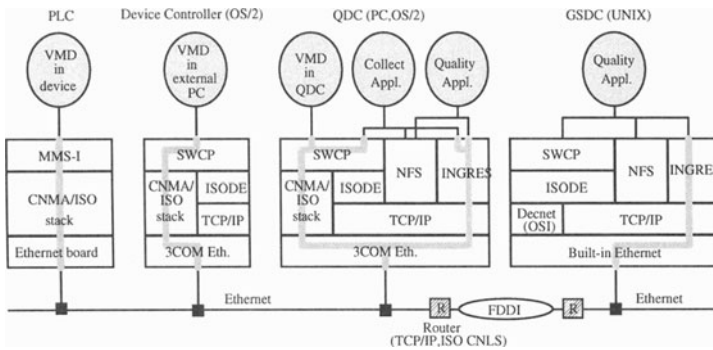 PLC
Device Controller (OS/2)
QDC (PC,OS/2)
GSDC (UNIX)
VMD
in
device
VMD
in
external
PC
VMD
in
QDC
Collect
Appl.
Quality
Appl.
Quality
Appl.
MMS-I
CNMA/ISO
stack
Ethernet board
SWCP
CNMA/
ISO
stack
ISODE
TCP/IP
3COM Eth.
SWCP
NFS
INGRES
CNMA/
ISO
stack
ISODE
TCP/IP
3COM Eth.
SWCP
NFS
INGRE
ISODE
Decnet
(OSI)
TCP/IP
Built-in Ethernet
Ethernet
R
FDDI
R
Ethernet
Router
(TCP/IP,ISO CNLS)